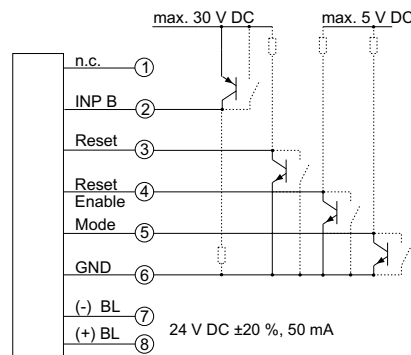 max. 30 V DC
max. 5 V DC
n.c.
1
INP B
2
Reset
3
Reset
Enable
4
Mode
5
GND
6
(-) BL
7
24 V DC ±20 %, 50 mA
(+) BL
8